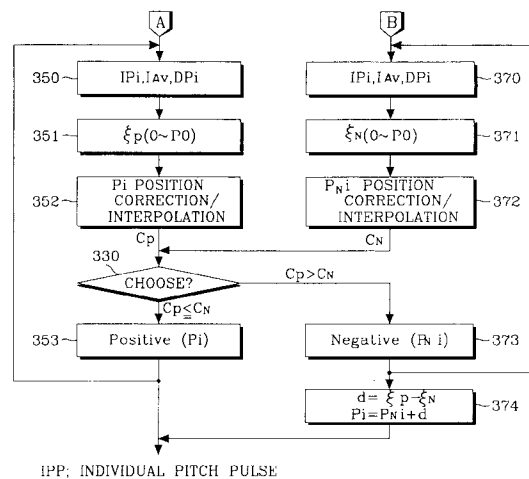 A
B
350
IPi,IAv,DPi
IPi,IAv,DPi
370
351
ξp(0~P0)
ξN(0~P0)
371
352
Pi POSITION
CORRECTION/
INTERPOLATION
PNi POSITION
CORRECTION/
INTERPOLATION
372
Cp
CN
330
CHOOSE?
Cp>CN
Cp≤CN
353
Positive (Pi)
Negative (PNi)
373
d= ξp-ξN
Pi=PNi+d
374
IPP; INDIVIDUAL PITCH PULSE